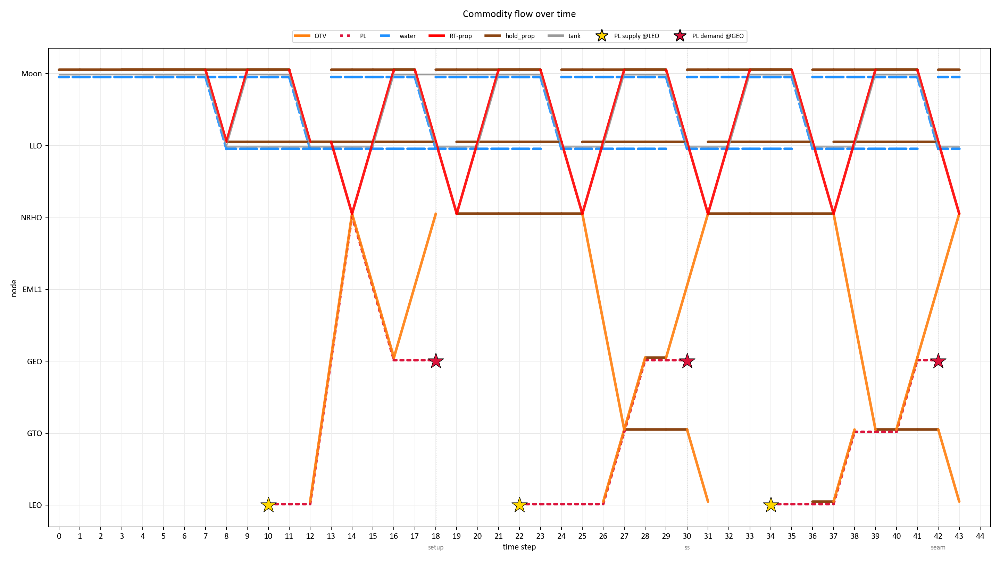 Commodity flow over time
OTV PL water RT-prop hold_prop tank PL supply @LEO PL demand @GEO
Moon
LLO
NRHO
EML1
GEO
GTO
LEO
node
0 1 2 3 4 5 6 7 8 9 10 11 12 13 14 15 16 17 18 19 20 21 22 23 24 25 26 27 28 29 30 31 32 33 34 35 36 37 38 39 40 41 42 43 44
setup time step ss seam